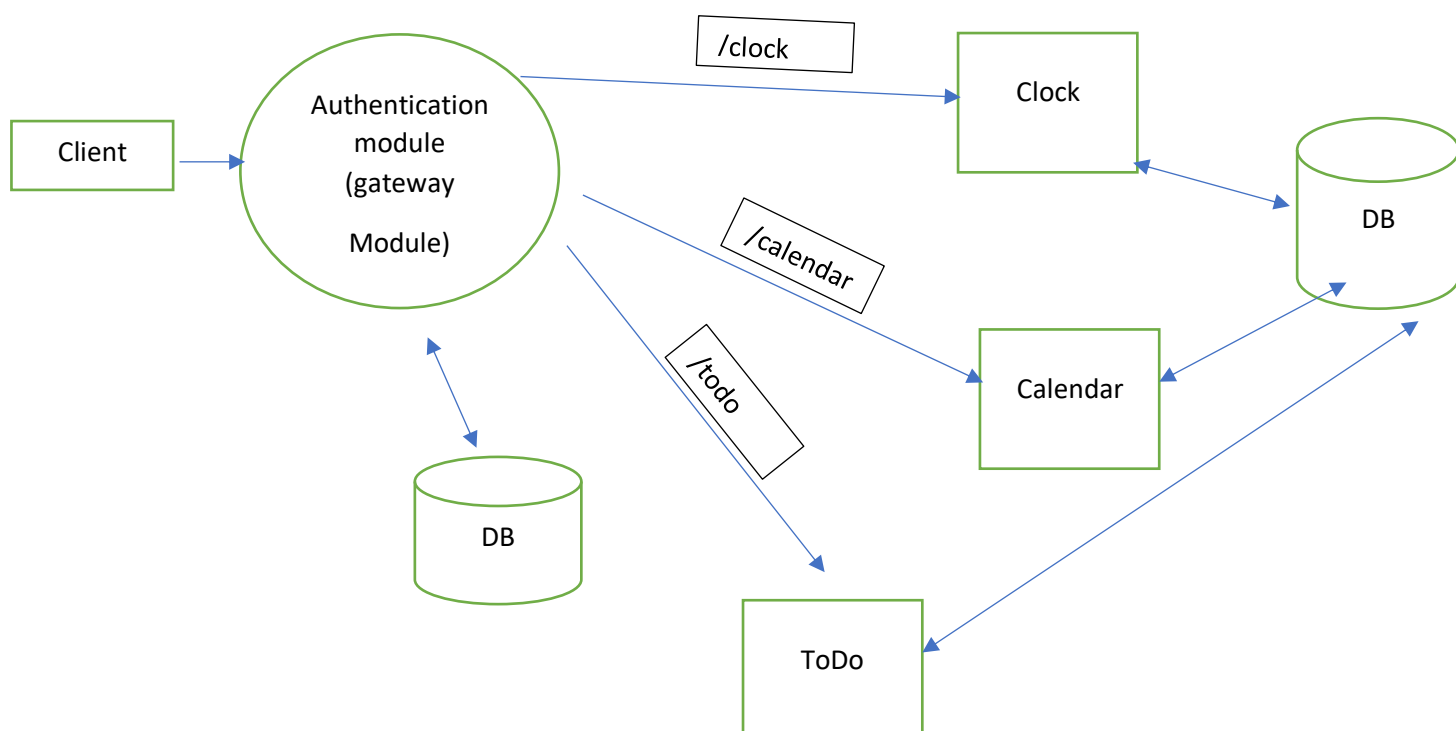 /clock
Clock
Authentication
module
(gateway
Module)
Client
DB
/calendar
Calendar
/todo
DB
ToDo